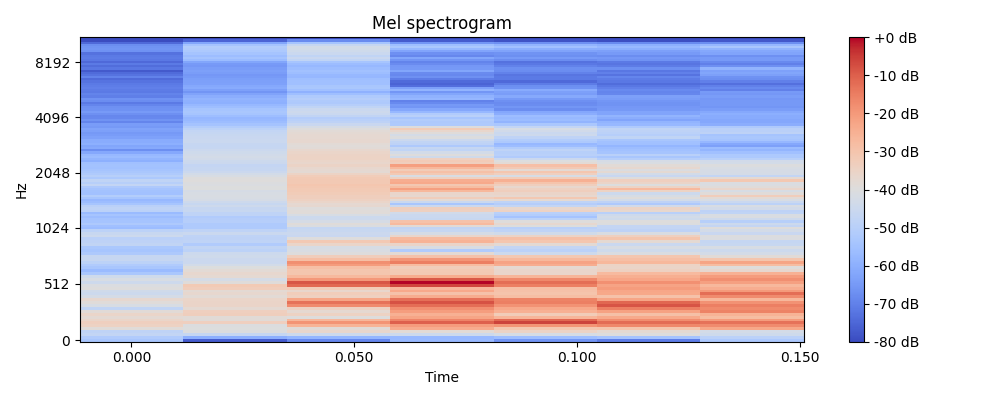 Mel spectrogram
8192
4096
2048
1024
512
0
Hz
0.000
0.050
0.100
0.150
Time
+0 dB
-10 dB
-20 dB
-30 dB
-40 dB
-50 dB
-60 dB
-70 dB
-80 dB